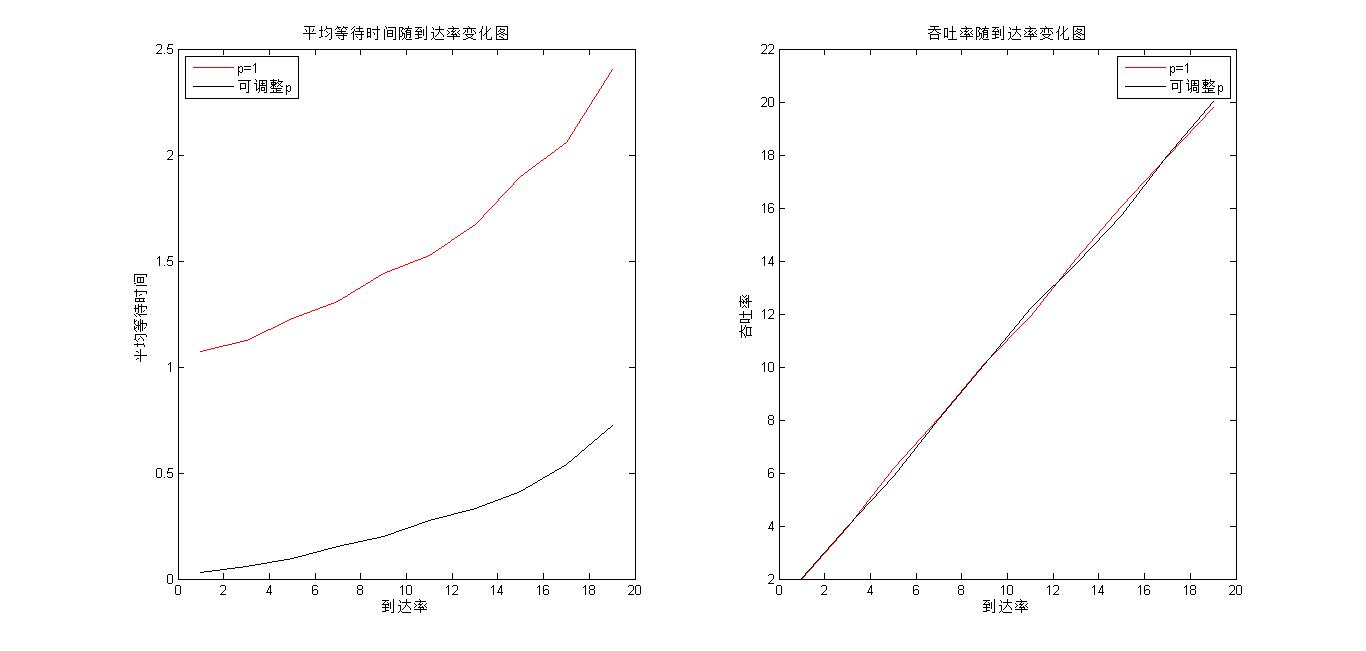 平均等待时间随到达率变化图
2.5
2
1.5
1
0.5
0
平均等待时间
p=1
可调整p
0 2 4 6 8 10 12 14 16 18 20
到达率
吞吐率随到达率变化图
22
20
18
16
14
12
10
8
6
4
2
吞吐率
p=1
可调整p
0 2 4 6 8 10 12 14 16 18 20
到达率